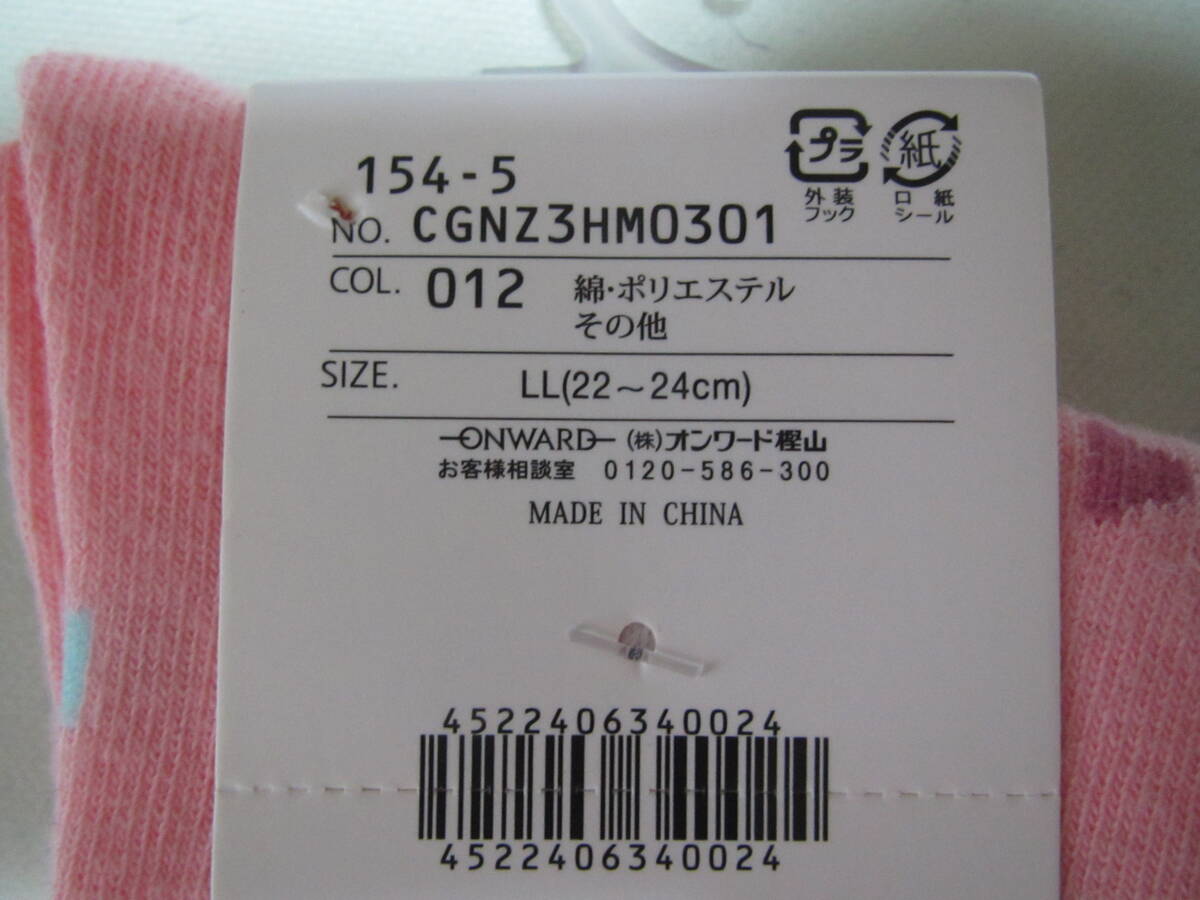 154-5
プラ
外装
フック
紙
口紙
シール
NO. CGNZ3HM0301
COL. 012 綿・ポリエステル
その他
SIZE. LL(22～24cm)
ONWARD (株)オンワード樫山
お客様相談室 0120-586-300
MADE IN CHINA
4522406340024
4522406340024